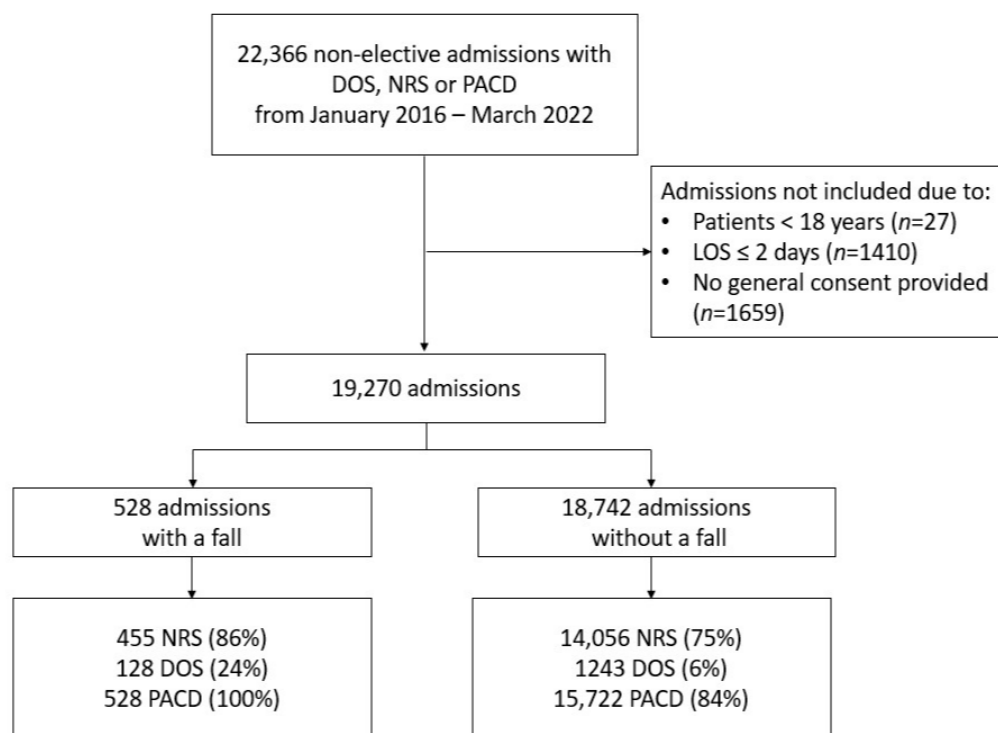 22,366 non-elective admissions with
DOS, NRS or PACD
from January 2016 – March 2022
Admissions not included due to:
• Patients < 18 years (n=27)
• LOS ≤ 2 days (n=1410)
• No general consent provided
(n=1659)
19,270 admissions
528 admissions
with a fall
18,742 admissions
without a fall
455 NRS (86%)
128 DOS (24%)
528 PACD (100%)
14,056 NRS (75%)
1243 DOS (6%)
15,722 PACD (84%)